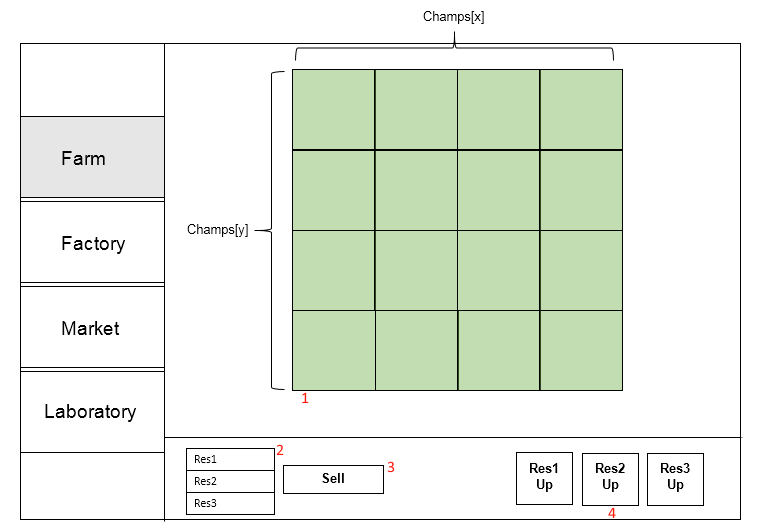 Champs[x]
Farm
Factory
Market
Laboratory
Champs[y]
1
Res1
Res2
Res3
2
Sell
3
Res1
Up
Res2
Up
Res3
Up
4